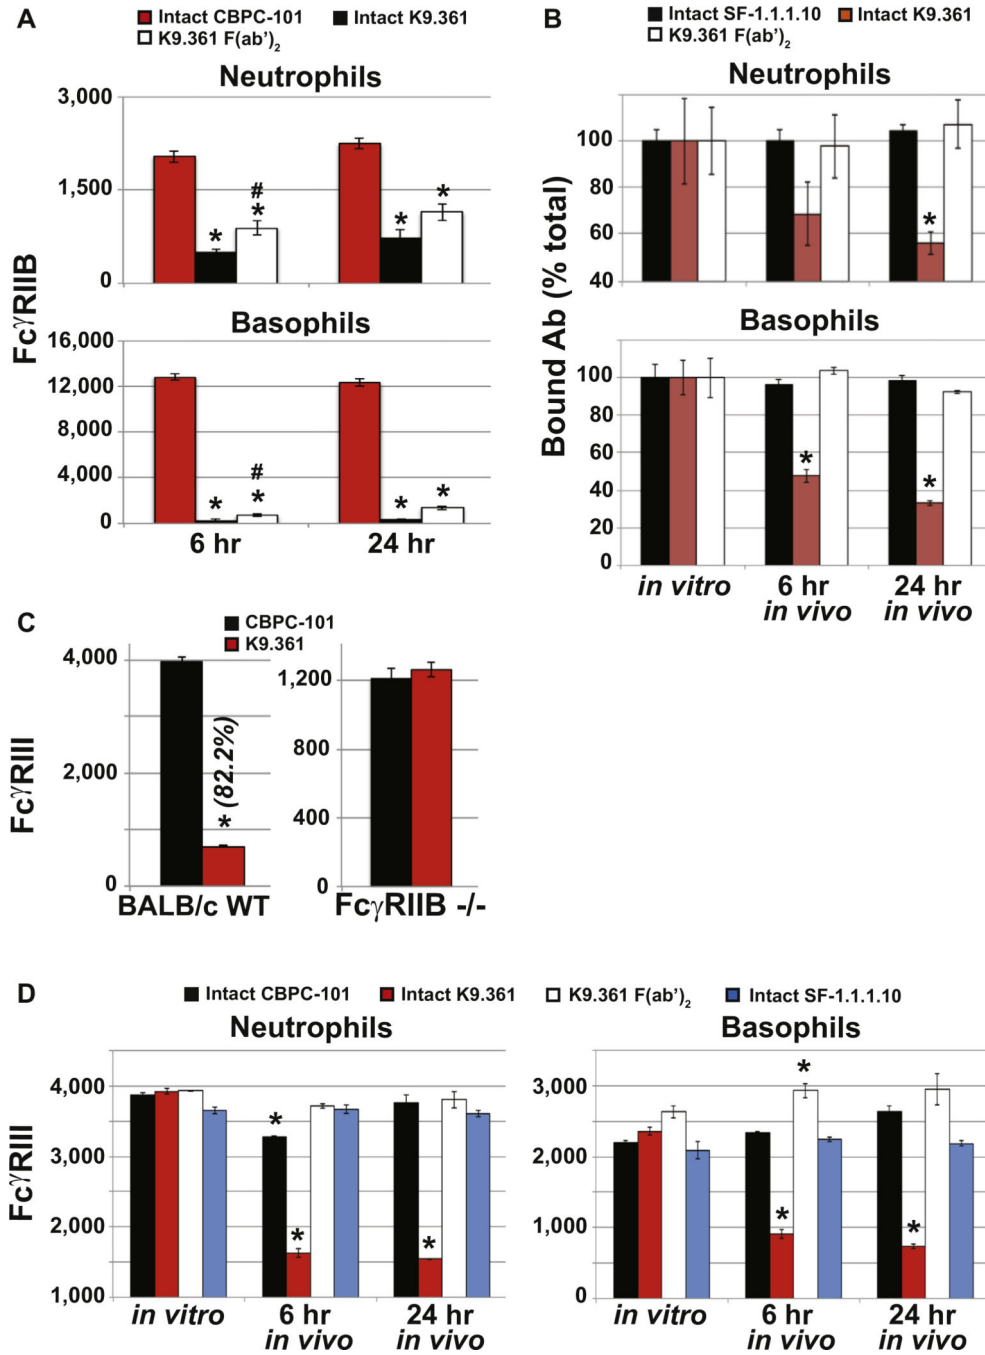 A
Intact CBPC-101
Intact K9.361
K9.361 F(ab')2
Neutrophils
3,000
1,500
0
#
*
*
*
*
FcγRIIB
Basophils
16,000
12,000
8,000
4,000
0
#
*
*
*
*
6 hr
24 hr
B
Intact SF-1.1.1.10
Intact K9.361
K9.361 F(ab')2
Neutrophils
100
80
60
40
*
Bound Ab (% total)
Basophils
100
80
60
40
20
0
*
*
in vitro
6 hr
in vivo
24 hr
in vivo
C
CBPC-101
K9.361
FcγRIII
4,000
2,000
0
* (82.2%)
BALB/c WT
1,200
800
400
0
FcγRIIB -/-
D
Intact CBPC-101
Intact K9.361
K9.361 F(ab')2
Intact SF-1.1.1.10
Neutrophils
FcγRIII
4,000
3,000
2,000
1,000
*
*
*
in vitro
6 hr
in vivo
24 hr
in vivo
Basophils
3,000
2,000
1,000
0
*
*
*
in vitro
6 hr
in vivo
24 hr
in vivo